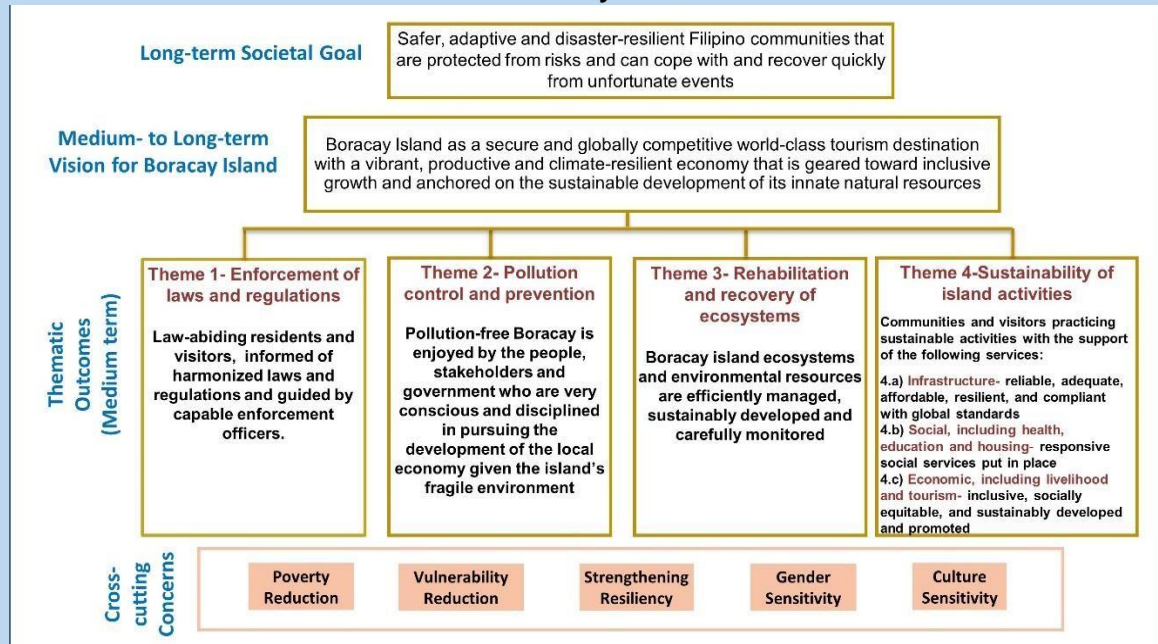 Long-term Societal Goal
Safer, adaptive and disaster-resilient Filipino communities that
are protected from risks and can cope with and recover quickly
from unfortunate events
Medium- to Long-term
Vision for Boracay Island
Boracay Island as a secure and globally competitive world-class tourism destination
with a vibrant, productive and climate-resilient economy that is geared toward inclusive
growth and anchored on the sustainable development of its innate natural resources
Thematic
Outcomes
(Medium term)
Theme 1- Enforcement of
laws and regulations
Law-abiding residents and
visitors, informed of
harmonized laws and
regulations and guided by
capable enforcement
officers.
Theme 2- Pollution
control and prevention
Pollution-free Boracay is
enjoyed by the people,
stakeholders and
government who are very
conscious and disciplined
in pursuing the
development of the local
economy given the island's
fragile environment
Theme 3- Rehabilitation
and recovery of
ecosystems
Boracay island ecosystems
and environmental resources
are efficiently managed,
sustainably developed and
carefully monitored
Theme 4-Sustainability of
island activities
Communities and visitors practicing
sustainable activities with the support
of the following services:
4.a) Infrastructure- reliable, adequate,
affordable, resilient, and compliant
with global standards
4.b) Social, including health,
education and housing- responsive
social services put in place
4.c) Economic, including livelihood
and tourism- inclusive, socially
equitable, and sustainably developed
and promoted
Cross-
cutting
Concerns
Poverty
Reduction
Vulnerability
Reduction
Strengthening
Resiliency
Gender
Sensitivity
Culture
Sensitivity